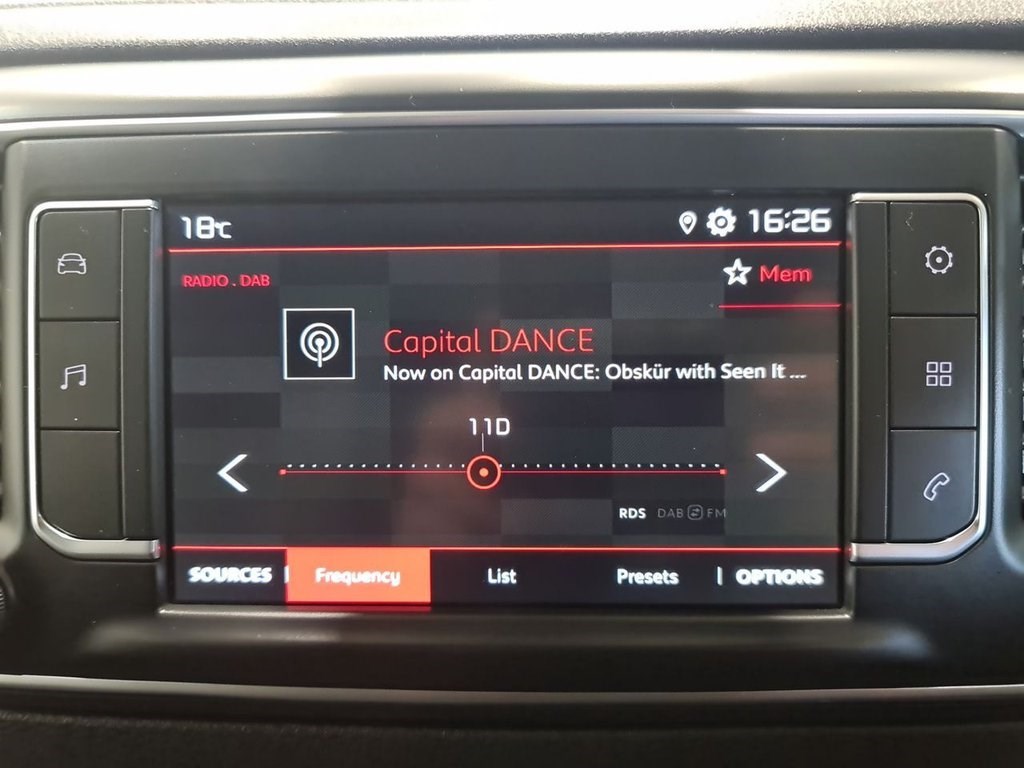 18°C 16:26
RADIO . DAB
Mem
Capital DANCE
Now on Capital DANCE: Obskür with Seen It ...
11D
RDS DAB FM
SOURCES Frequency List Presets OPTIONS